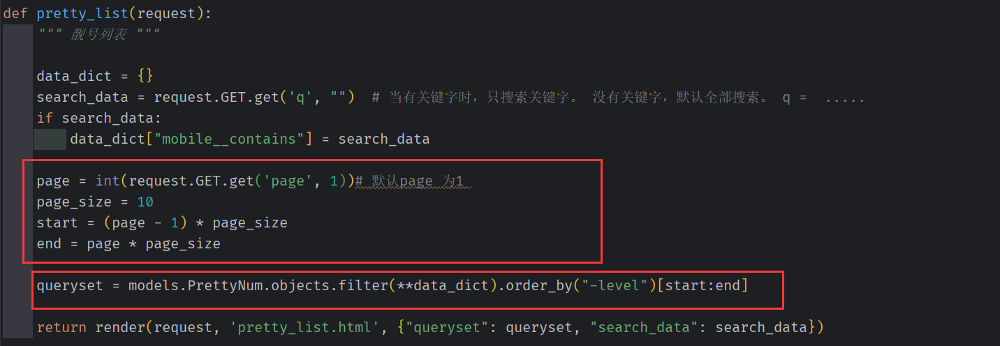 def pretty_list(request):
    """ 靓号列表 """
    data_dict = {}
    search_data = request.GET.get('q', "")  # 当有关键字时，只搜索关键字。 没有关键字，默认全部搜索。 q =  .....
    if search_data:
        data_dict["mobile__contains"] = search_data
    page = int(request.GET.get('page', 1))# 默认page 为1
    page_size = 10
    start = (page - 1) * page_size
    end = page * page_size
    queryset = models.PrettyNum.objects.filter(**data_dict).order_by("-level")[start:end]
    return render(request, 'pretty_list.html', {"queryset": queryset, "search_data": search_data})